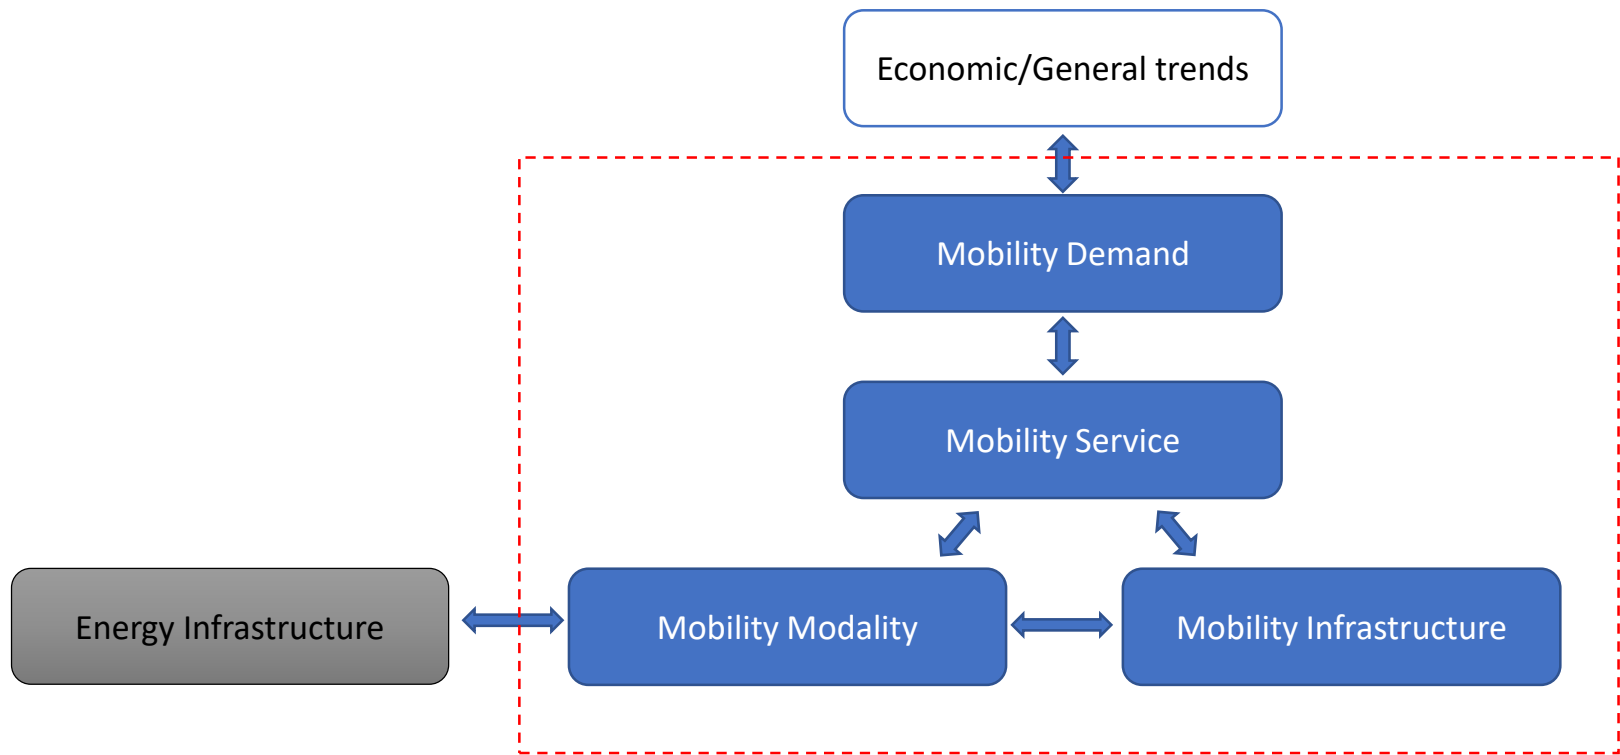 Economic/General trends
Mobility Demand
Mobility Service
Energy Infrastructure
Mobility Modality
Mobility Infrastructure